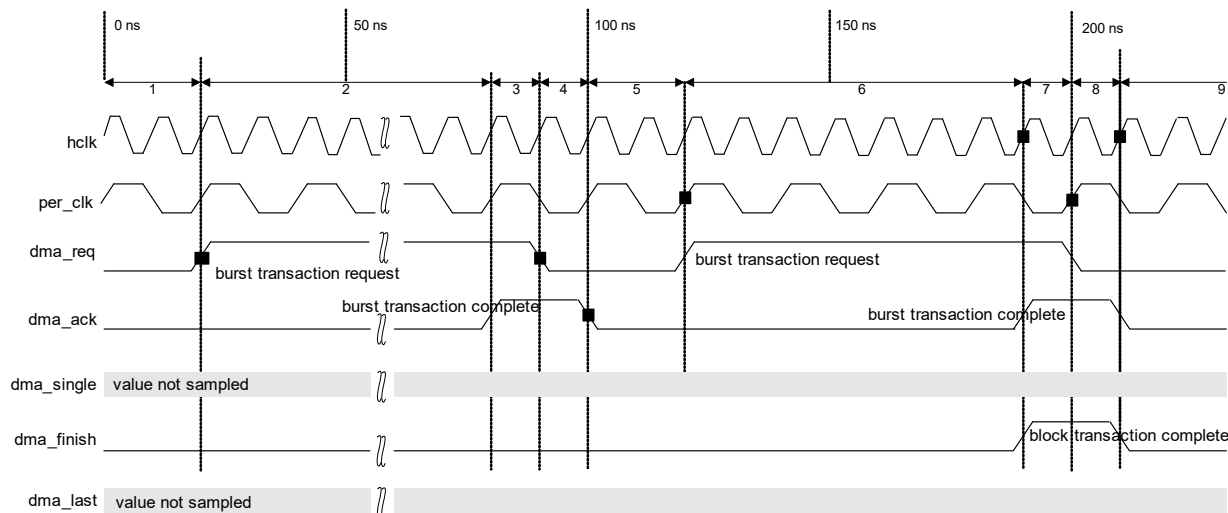 0 ns 50 ns 100 ns 150 ns 200 ns
1 2 3 4 5 6 7 8 9
hclk
per_clk
dma_req
burst transaction request burst transaction request
burst transaction complete burst transaction complete
dma_ack
dma_single value not sampled
dma_finish block transaction complete
dma_last value not sampled